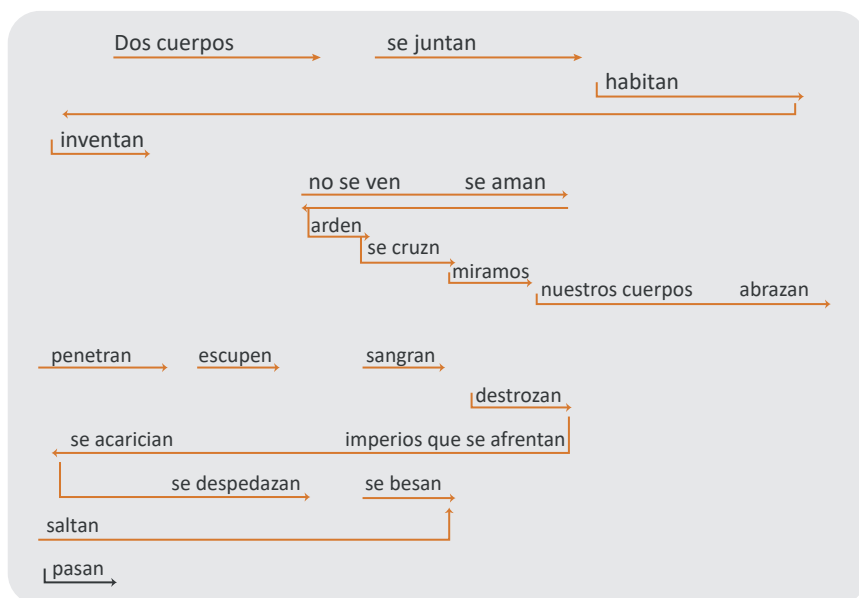 Dos cuerpos se juntan
habitan
inventan
no se ven se aman
arden
se cruzn
miramos
nuestros cuerpos abrazan
penetran escupen sangran
destrozan
se acarician imperios que se afrentan
se despedazan se besan
saltan
pasan